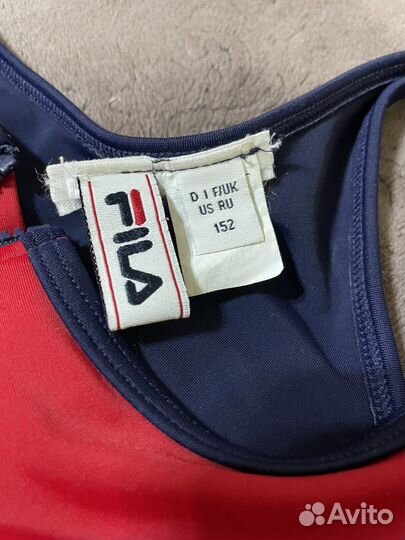 FILA
D I F/UK
US RU
152
Avito